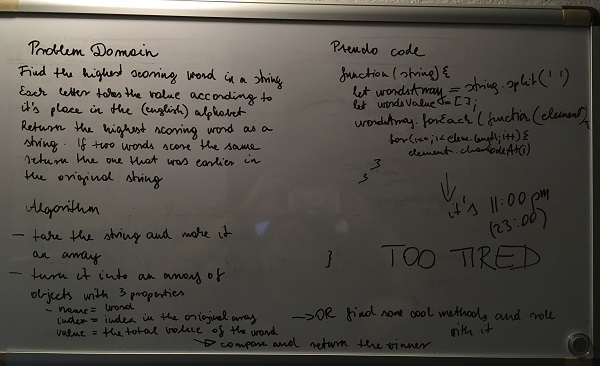 Problem Domain
Find the highest scoring word in a string
Each letter takes the value according to
it's place in the (english) alphabet
Return the highest scoring word as a
string. If two words score the same
return the one that was earlier in
the original string
Algorithm
— take the string and make it
an array
— turn it into an array of
objects with 3 properties
- name = word
index = index in the original array
value = the total value of the word
→ compare and return the winner
→ OR find some cool methods and role
with it
Pseudo code
function (string) {
let wordsArray = string.split(' ')
let wordsValue = [];
wordsArray.forEach (function (element) {
for(i=0; i<elem.length; i++) {
element.charCodeAt(i)
}
}
}
it's 11:00 pm
(23:00)
TOO TIRED